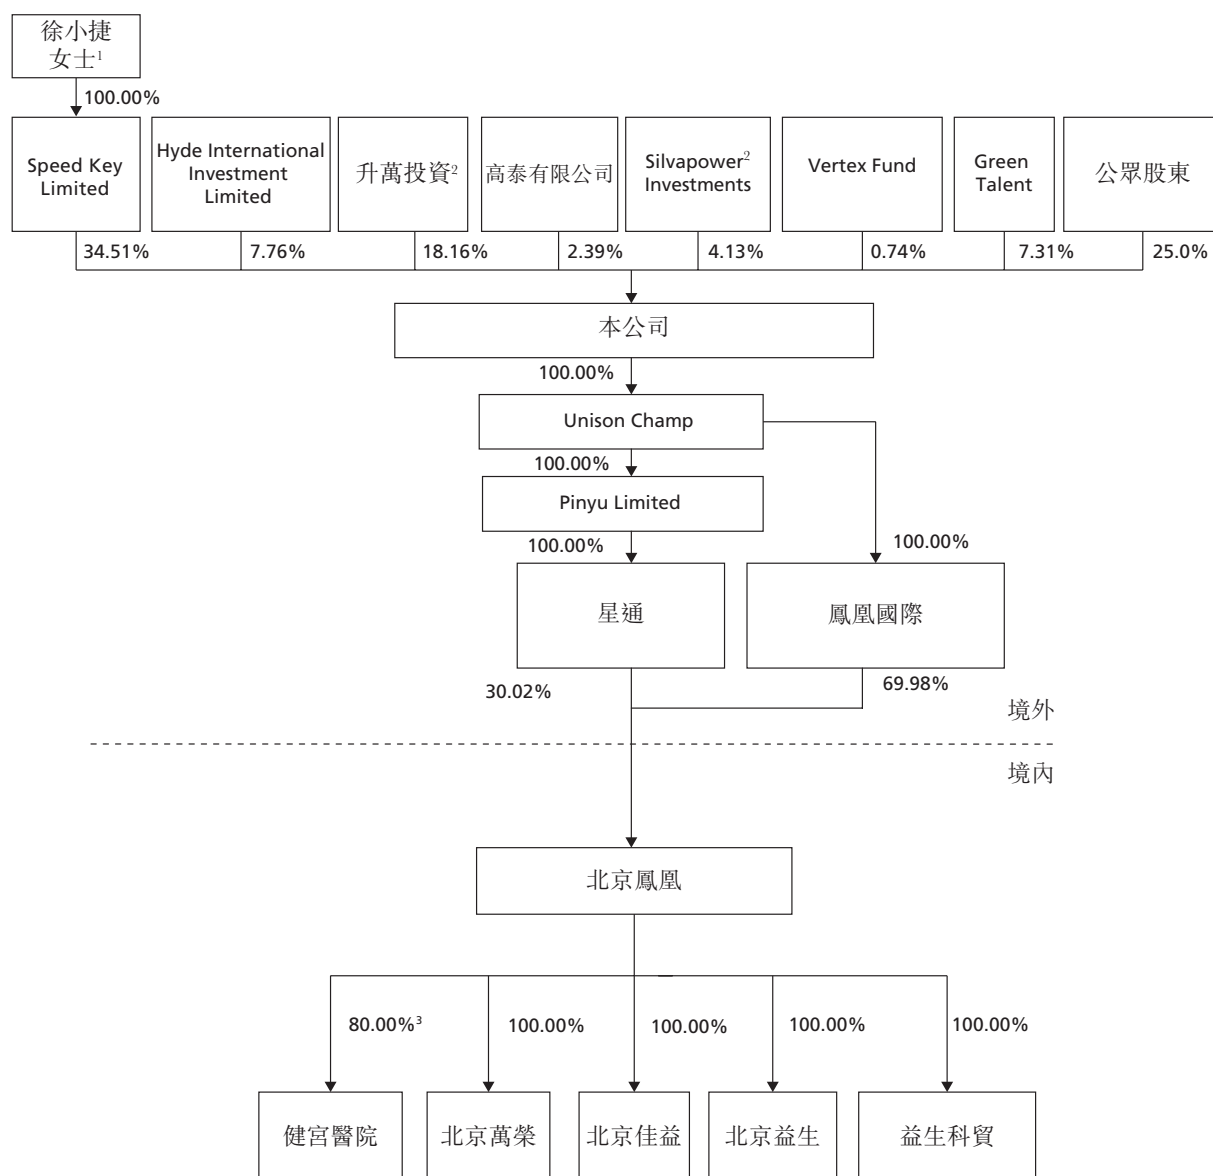 徐小捷
女士1
100.00%
Speed Key
Limited
Hyde International
Investment
Limited
升萬投資2
高泰有限公司
Silvapower2
Investments
Vertex Fund
Green
Talent
公眾股東
34.51%
7.76%
18.16%
2.39%
4.13%
0.74%
7.31%
25.0%
本公司
100.00%
Unison Champ
100.00%
Pinyu Limited
100.00%
100.00%
星通
鳳凰國際
30.02%
69.98%
境外
境內
北京鳳凰
80.00%3
100.00%
100.00%
100.00%
100.00%
健宮醫院
北京萬榮
北京佳益
北京益生
益生科貿